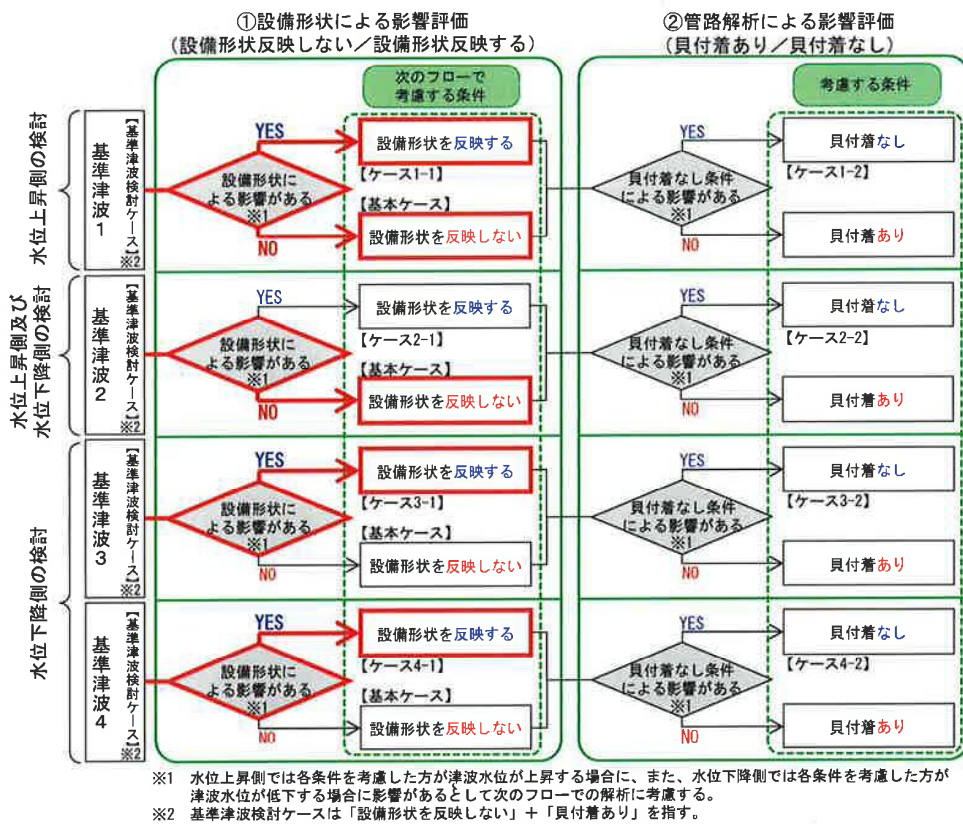 ①設備形状による影響評価
(設備形状反映しない／設備形状反映する)
②管路解析による影響評価
(貝付着あり／貝付着なし)
次のフローで
考慮する条件
考慮する条件
水位上昇側の検討
基準津波1
【基準津波検討ケース】※2
設備形状に
よる影響がある
※1
YES
設備形状を反映する
【ケース1-1】
【基本ケース】
NO
設備形状を反映しない
貝付着なし条件
による影響がある
※1
YES
貝付着なし
【ケース1-2】
NO
貝付着あり
水位上昇側及び
水位下降側の検討
基準津波2
【基準津波検討ケース】※2
設備形状に
よる影響がある
※1
YES
設備形状を反映する
【ケース2-1】
【基本ケース】
NO
設備形状を反映しない
貝付着なし条件
による影響がある
※1
YES
貝付着なし
【ケース2-2】
NO
貝付着あり
水位下降側の検討
基準津波3
【基準津波検討ケース】※2
設備形状に
よる影響がある
※1
YES
設備形状を反映する
【ケース3-1】
【基本ケース】
NO
設備形状を反映しない
貝付着なし条件
による影響がある
※1
YES
貝付着なし
【ケース3-2】
NO
貝付着あり
基準津波4
【基準津波検討ケース】※2
設備形状に
よる影響がある
※1
YES
設備形状を反映する
【ケース4-1】
【基本ケース】
NO
設備形状を反映しない
貝付着なし条件
による影響がある
※1
YES
貝付着なし
【ケース4-2】
NO
貝付着あり
※1 水位上昇側では各条件を考慮した方が津波水位が上昇する場合に、また、水位下降側では各条件を考慮した方が
津波水位が低下する場合に影響があるとして次のフローでの解析に考慮する。
※2 基準津波検討ケースは「設備形状を反映しない」＋「貝付着あり」を指す。